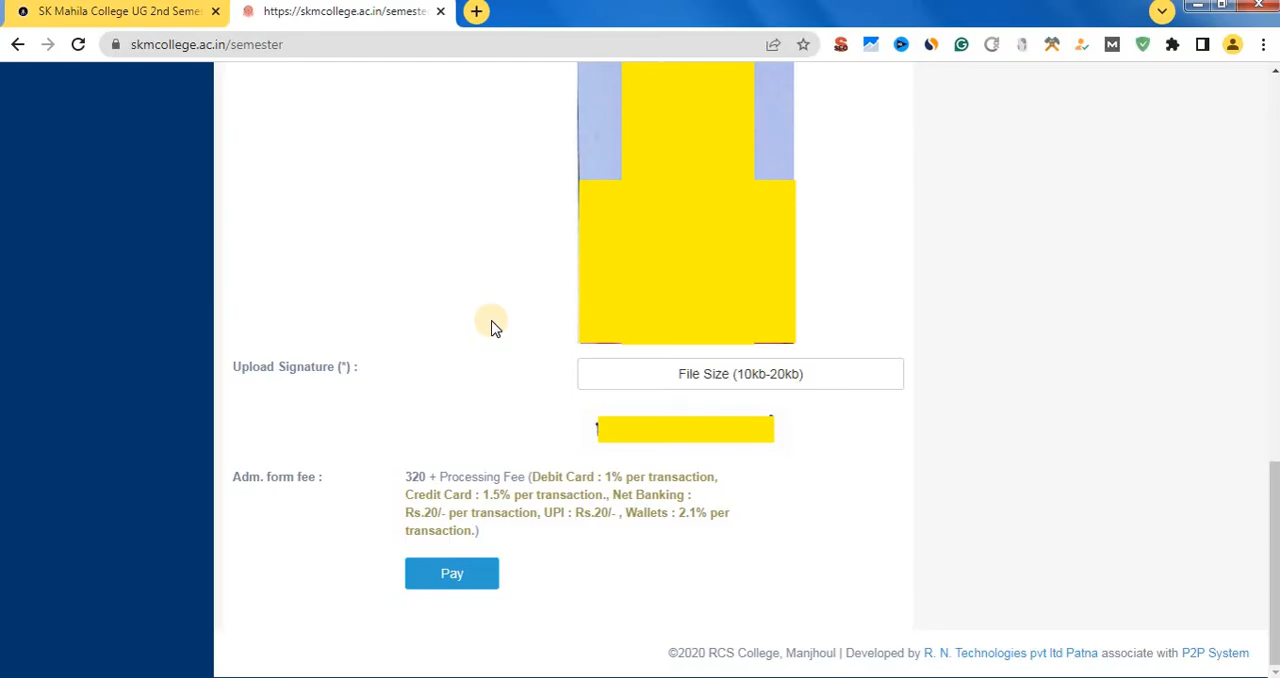 SK Mahila College UG 2nd Seme
https://skmcollege.ac.in/semeste
skmcollege.ac.in/semester
Upload Signature (*) :
File Size (10kb-20kb)
Adm. form fee :
320 + Processing Fee (Debit Card : 1% per transaction,
Credit Card : 1.5% per transaction., Net Banking :
Rs.20/- per transaction, UPI : Rs.20/- , Wallets : 2.1% per
transaction.)
Pay
©2020 RCS College, Manjhoul | Developed by R. N. Technologies pvt ltd Patna associate with P2P System